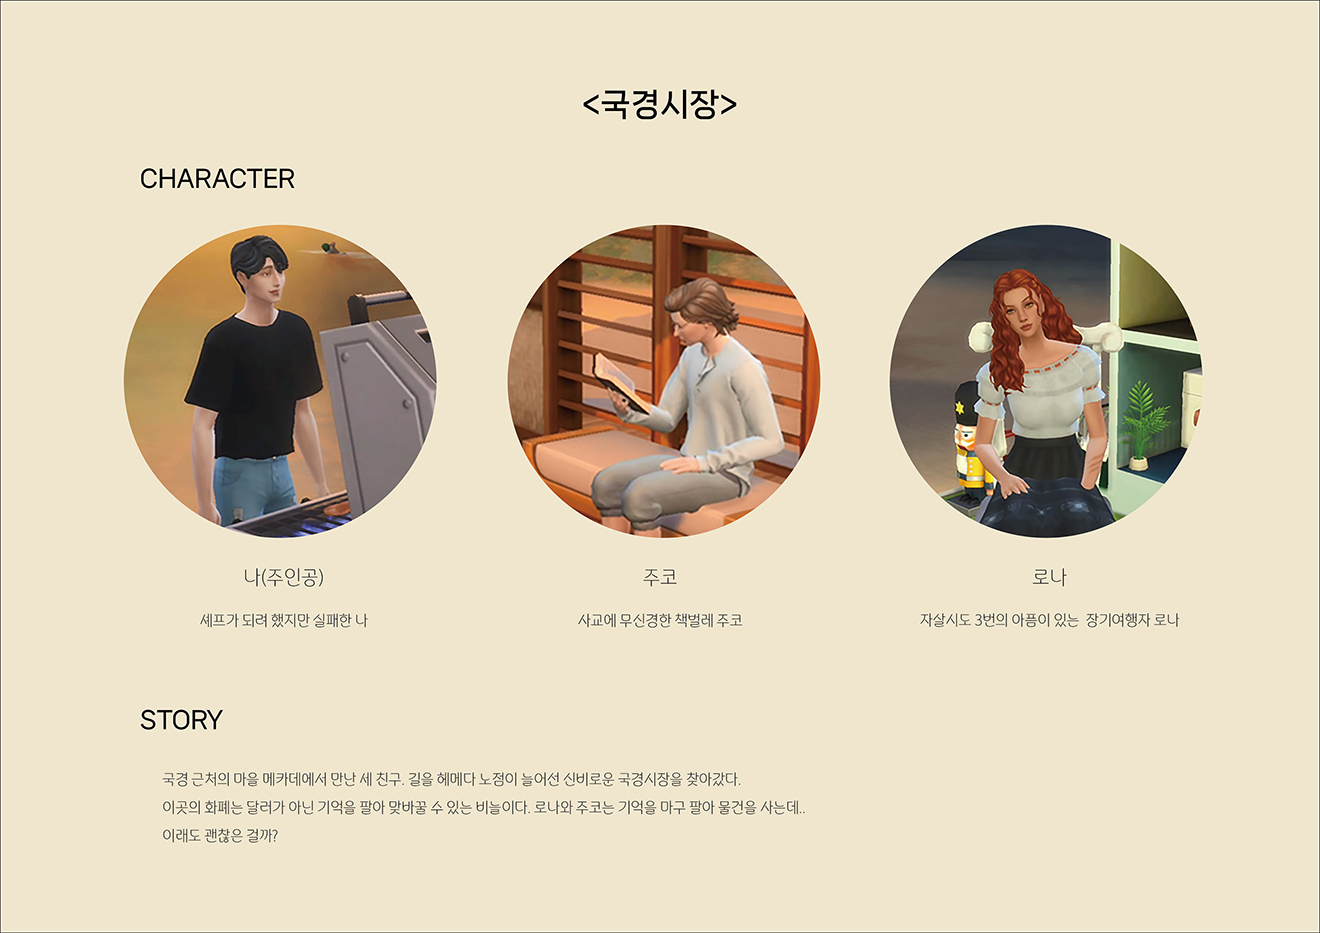 <국경시장>
CHARACTER
나(주인공)
셰프가 되려 했지만 실패한 나
주코
사교에 무신경한 책벌레 주코
로나
자살시도 3번의 아픔이 있는 장기여행자 로나
STORY
국경 근처의 마을 메카데에서 만난 세 친구. 길을 헤메다 노점이 늘어선 신비로운 국경시장을 찾아갔다.
이곳의 화폐는 달러가 아닌 기억을 팔아 맞바꿀 수 있는 비늘이다. 로나와 주코는 기억을 마구 팔아 물건을 사는데..
이래도 괜찮은 걸까?